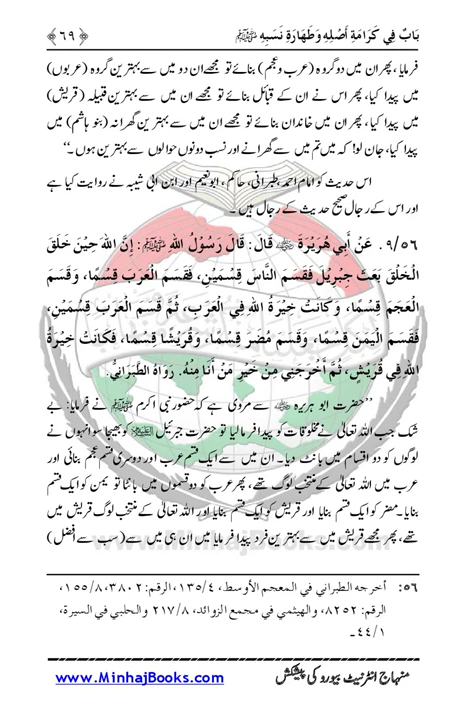 بَابٌ فِي كَرَامَةِ أَصْلِهِ وَطَهَارَةِ نَسَبِهِ ﷺ ﴿ ٦٩ ﴾
فرمایا، پھر ان میں دو گروہ (عرب و عجم) بنائے تو مجھے ان دو میں سے بہترین گروہ (عربوں)
میں پیدا کیا، پھر اس نے ان کے قبائل بنائے تو مجھے ان میں سے بہترین قبیلہ (قریش)
میں پیدا کیا، پھر ان میں خاندان بنائے تو مجھے ان میں سے بہترین گھرانہ (بنو ہاشم) میں
پیدا کیا، جان لو! کہ میں تم میں سے گھرانے اور نسب دونوں حوالوں سے بہترین ہوں۔‘‘
اس حدیث کو امام احمد، طبرانی، حاکم، ابو نعیم اور ابن ابی شیبہ نے روایت کیا ہے
اور اس کے رجال صحیح حدیث کے رجال ہیں۔
٩/٥٦. عَنْ أَبِي هُرَيْرَةَ ﷺ قَالَ: قَالَ رَسُوْلُ اللهِ ﷺ: إِنَّ اللهَ حِيْنَ خَلَقَ
الْخَلْقَ بَعَثَ جِبْرِيْلَ فَقَسَمَ النَّاسَ قِسْمَيْنِ، فَقَسَمَ الْعَرَبَ قِسْمًا، وَقَسَمَ
الْعَجَمَ قِسْمًا، وَكَانَتْ خِيَرَةُ اللهِ فِي الْعَرَبِ، ثُمَّ قَسَمَ الْعَرَبَ قِسْمَيْنِ،
فَقَسَمَ الْيَمَنَ قِسْمًا، وَقَسَمَ مُضَرَ قِسْمًا، وَقُرَيْشًا قِسْمًا، فَكَانَتْ خِيَرَةُ
اللهِ فِي قُرَيْشٍ، ثُمَّ أَخْرَجَنِي مِنْ خَيْرِ مَنْ أَنَا مِنْهُ. رَوَاهُ الطَّبَرَانِيُّ.
’’حضرت ابو ہریرہ سے مروی ہے کہ حضور نبی اکرم ﷺ نے فرمایا: بے
شک جب اللہ تعالیٰ نے مخلوقات کو پیدا فرما لیا تو حضرت جبرئیل کو بھیجا سو انہوں نے
لوگوں کو دو اقسام میں بانٹ دیا۔ ان میں سے ایک قسم عرب اور دوسری قسم عجم بنائی اور
عرب میں اللہ تعالیٰ کے منتخب لوگ تھے، پھر عرب کو دو قسموں میں بانٹا تو یمن کو ایک قسم
بنایا۔ مضر کو ایک قسم بنایا اور قریش کو ایک قسم بنایا اور اللہ تعالیٰ کے منتخب لوگ قریش میں
تھے، پھر مجھے قریش میں سے بہترین فرد پیدا فرمایا میں ان ہی میں سے (سب سے افضل)
www.MinhajBooks.com
٥٦: أخرجه الطبراني في المعجم الأوسط، ٤/١٣٥، الرقم: ٣٨٠٢، ٨/١٥٥،
الرقم: ٨٢٥٢، والهيثمي في مجمع الزوائد، ٨/٢١٧ والحلبي في السيرة،
١/٤٤۔
منہاج انٹرنیٹ بیورو کی پیشکش www.MinhajBooks.com